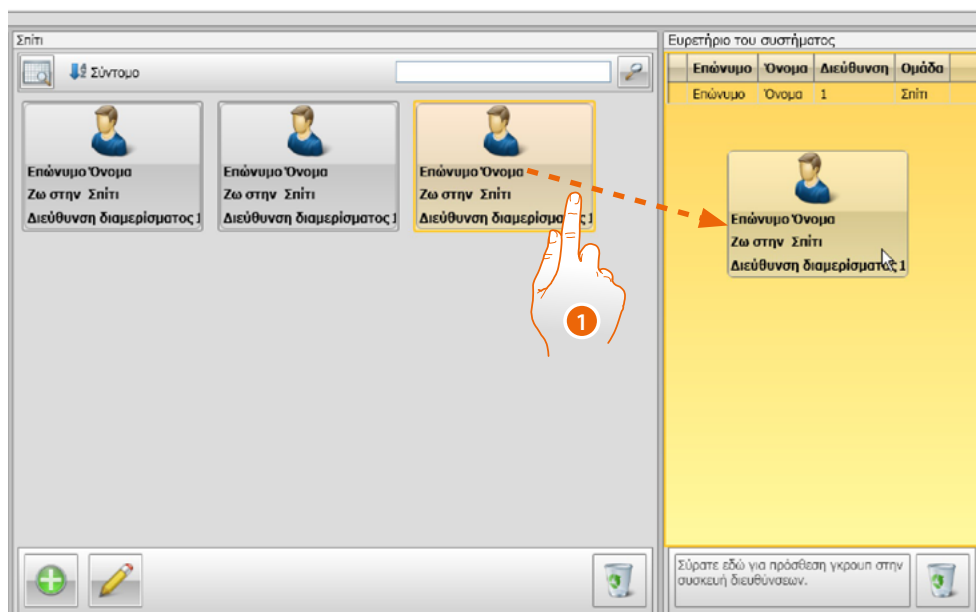 Σπίτι
Σύντομο
Επώνυμο Όνομα
Ζω στην Σπίτι
Διεύθυνση διαμερίσματος 1
Επώνυμο Όνομα
Ζω στην Σπίτι
Διεύθυνση διαμερίσματος 1
Επώνυμο Όνομα
Ζω στην Σπίτι
Διεύθυνση διαμερίσμα ς 1
1
Ευρετήριο του συστήματος
Επώνυμο Όνομα Διεύθυνση Ομάδα
Επώνυμο Όνομα 1 Σπίτι
Επώνυμο Όνομα
Ζω στην Σπίτι
Διεύθυνση διαμερίσματος 1
Σύρατε εδώ για πρόσθεση γκρουπ στην
συσκευή διευθύνσεων.